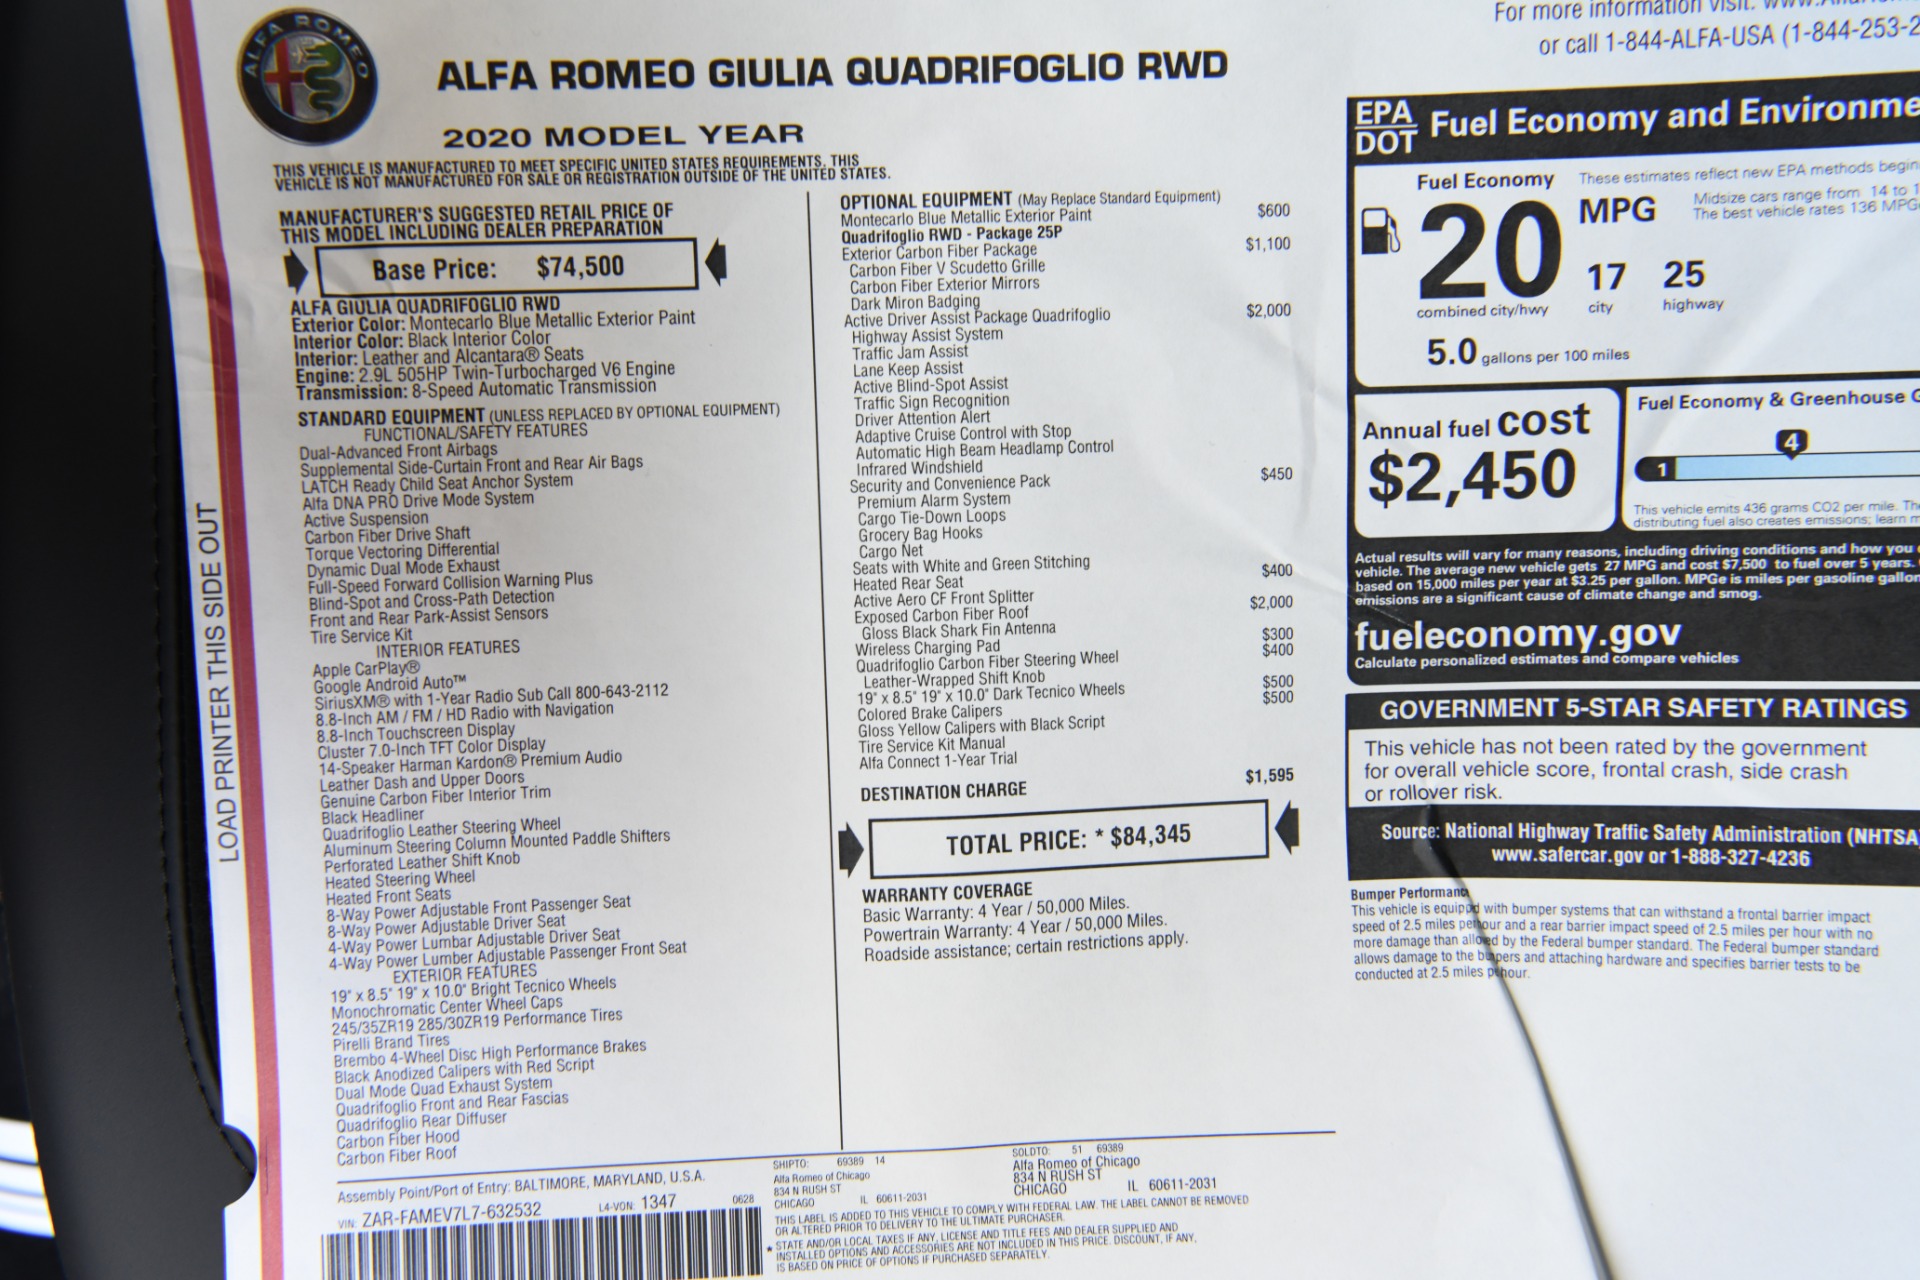 ALFA ROMEO
ALFA ROMEO GIULIA QUADRIFOGLIO RWD
2020 MODEL YEAR
THIS VEHICLE IS MANUFACTURED TO MEET SPECIFIC UNITED STATES REQUIREMENTS. THIS
VEHICLE IS NOT MANUFACTURED FOR SALE OR REGISTRATION OUTSIDE OF THE UNITED STATES.
MANUFACTURER'S SUGGESTED RETAIL PRICE OF
THIS MODEL INCLUDING DEALER PREPARATION
Base Price: $74,500
ALFA GIULIA QUADRIFOGLIO RWD
Exterior Color: Montecarlo Blue Metallic Exterior Paint
Interior Color: Black Interior Color
Interior: Leather and Alcantara® Seats
Engine: 2.9L 505HP Twin-Turbocharged V6 Engine
Transmission: 8-Speed Automatic Transmission
STANDARD EQUIPMENT (UNLESS REPLACED BY OPTIONAL EQUIPMENT)
FUNCTIONAL/SAFETY FEATURES
Dual-Advanced Front Airbags
Supplemental Side-Curtain Front and Rear Air Bags
LATCH Ready Child Seat Anchor System
Alfa DNA PRO Drive Mode System
Active Suspension
Carbon Fiber Drive Shaft
Torque Vectoring Differential
Dynamic Dual Mode Exhaust
Full-Speed Forward Collision Warning Plus
Blind-Spot and Cross-Path Detection
Front and Rear Park-Assist Sensors
Tire Service Kit
INTERIOR FEATURES
Apple CarPlay®
Google Android Auto™
SiriusXM® with 1-Year Radio Sub Call 800-643-2112
8.8-Inch AM / FM / HD Radio with Navigation
8.8-Inch Touchscreen Display
Cluster 7.0-Inch TFT Color Display
14-Speaker Harman Kardon® Premium Audio
Leather Dash and Upper Doors
Genuine Carbon Fiber Interior Trim
Black Headliner
Quadrifoglio Leather Steering Wheel
Aluminum Steering Column Mounted Paddle Shifters
Perforated Leather Shift Knob
Heated Steering Wheel
Heated Front Seats
8-Way Power Adjustable Front Passenger Seat
8-Way Power Adjustable Driver Seat
4-Way Power Lumbar Adjustable Driver Seat
4-Way Power Lumber Adjustable Passenger Front Seat
EXTERIOR FEATURES
19" x 8.5" 19" x 10.0" Bright Tecnico Wheels
Monochromatic Center Wheel Caps
245/35ZR19 285/30ZR19 Performance Tires
Pirelli Brand Tires
Brembo 4-Wheel Disc High Performance Brakes
Black Anodized Calipers with Red Script
Dual Mode Quad Exhaust System
Quadrifoglio Front and Rear Fascias
Quadrifoglio Rear Diffuser
Carbon Fiber Hood
Carbon Fiber Roof
LOAD PRINTER THIS SIDE OUT
OPTIONAL EQUIPMENT (May Replace Standard Equipment)
Montecarlo Blue Metallic Exterior Paint $600
Quadrifoglio RWD - Package 25P
Exterior Carbon Fiber Package $1,100
Carbon Fiber V Scudetto Grille
Carbon Fiber Exterior Mirrors
Dark Miron Badging
Active Driver Assist Package Quadrifoglio $2,000
Highway Assist System
Traffic Jam Assist
Lane Keep Assist
Active Blind-Spot Assist
Traffic Sign Recognition
Driver Attention Alert
Adaptive Cruise Control with Stop
Automatic High Beam Headlamp Control
Infrared Windshield
Security and Convenience Pack $450
Premium Alarm System
Cargo Tie-Down Loops
Grocery Bag Hooks
Cargo Net
Seats with White and Green Stitching
Heated Rear Seat $400
Active Aero CF Front Splitter
Exposed Carbon Fiber Roof $2,000
Gloss Black Shark Fin Antenna
Wireless Charging Pad $300
Quadrifoglio Carbon Fiber Steering Wheel $400
Leather-Wrapped Shift Knob
19" x 8.5" 19" x 10.0" Dark Tecnico Wheels $500
Colored Brake Calipers $500
Gloss Yellow Calipers with Black Script
Tire Service Kit Manual
Alfa Connect 1-Year Trial
DESTINATION CHARGE $1,595
TOTAL PRICE: * $84,345
WARRANTY COVERAGE
Basic Warranty: 4 Year / 50,000 Miles.
Powertrain Warranty: 4 Year / 50,000 Miles.
Roadside assistance; certain restrictions apply.
Assembly Point/Port of Entry: BALTIMORE, MARYLAND, U.S.A.
VIN: ZAR-FAMEV7L7-632532 L4-VON: 1347 0628
SHIPTO: 69389 14
Alfa Romeo of Chicago
834 N RUSH ST
CHICAGO IL 60611-2031
SOLDTO: 51 69389
Alfa Romeo of Chicago
834 N RUSH ST
CHICAGO IL 60611-2031
THIS LABEL IS ADDED TO THIS VEHICLE TO COMPLY WITH FEDERAL LAW. THE LABEL CANNOT BE REMOVED
OR ALTERED PRIOR TO DELIVERY TO THE ULTIMATE PURCHASER.
* STATE AND/OR LOCAL TAXES IF ANY, LICENSE AND TITLE FEES AND DEALER SUPPLIED AND
INSTALLED OPTIONS AND ACCESSORIES ARE NOT INCLUDED IN THIS PRICE. DISCOUNT, IF ANY,
IS BASED ON PRICE OF OPTIONS IF PURCHASED SEPARATELY.
For more information visit:
or call 1-844-ALFA-USA (1-844-253-2
EPA
DOT
Fuel Economy and Environme
Fuel Economy
These estimates reflect new EPA methods begin
20 MPG
Midsize cars range from 14 to 1
The best vehicle rates 136 MPG
17 25
combined city/hwy city highway
5.0 gallons per 100 miles
Annual fuel cost
$2,450
Fuel Economy & Greenhouse G
4
1
This vehicle emits 436 grams CO2 per mile. Th
distributing fuel also creates emissions; learn m
Actual results will vary for many reasons, including driving conditions and how you
vehicle. The average new vehicle gets 27 MPG and cost $7,500 to fuel over 5 years.
based on 15,000 miles per year at $3.25 per gallon. MPGe is miles per gasoline gallon
emissions are a significant cause of climate change and smog.
fueleconomy.gov
Calculate personalized estimates and compare vehicles
GOVERNMENT 5-STAR SAFETY RATINGS
This vehicle has not been rated by the government
for overall vehicle score, frontal crash, side crash
or rollover risk.
Source: National Highway Traffic Safety Administration (NHTSA)
www.safercar.gov or 1-888-327-4236
Bumper Performance
This vehicle is equipped with bumper systems that can withstand a frontal barrier impact
speed of 2.5 miles per hour and a rear barrier impact speed of 2.5 miles per hour with no
more damage than allowed by the Federal bumper standard. The Federal bumper standard
allows damage to the bumpers and attaching hardware and specifies barrier tests to be
conducted at 2.5 miles per hour.